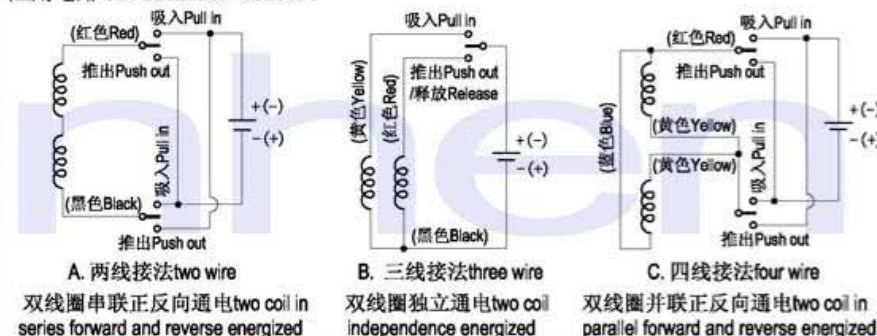 吸入Pull in
(红色Red)
推出Push out
+(-)
-(+)
吸入Pull in
(黑色Black)
推出Push out
A. 两线接法two wire
双线圈串联正反向通电two coil in
series forward and reverse energized
吸入Pull in
推出Push out
/释放Release
(黄色Yellow)
(红色Red)
+(-)
-(+)
(黑色Black)
B. 三线接法three wire
双线圈独立通电two coil
independence energized
吸入Pull in
(红色Red)
推出Push out
(蓝色Blue)
(黄色Yellow)
(黄色Yellow)
+(-)
-(+)
吸入Pull in
推出Push out
C. 四线接法four wire
双线圈并联正反向通电two coil in
parallel forward and reverse energized